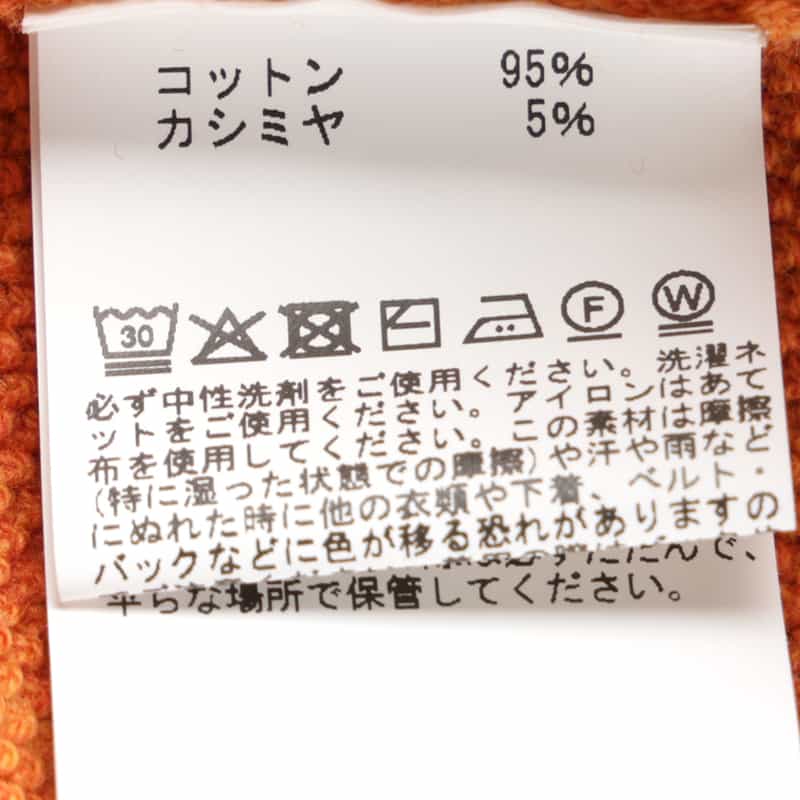 コットン 95%
カシミヤ 5%
30
F
W
必ず中性洗剤をご使用ください。洗濯ネ
ットをご使用ください。アイロンはあて
布を使用してください。この素材は摩擦
(特に湿った状態での摩擦)や汗や雨など
にぬれた時に他の衣類や下着、ベルト・
バックなどに色が移る恐れがありますの
たたんで、
平らな場所で保管してください。